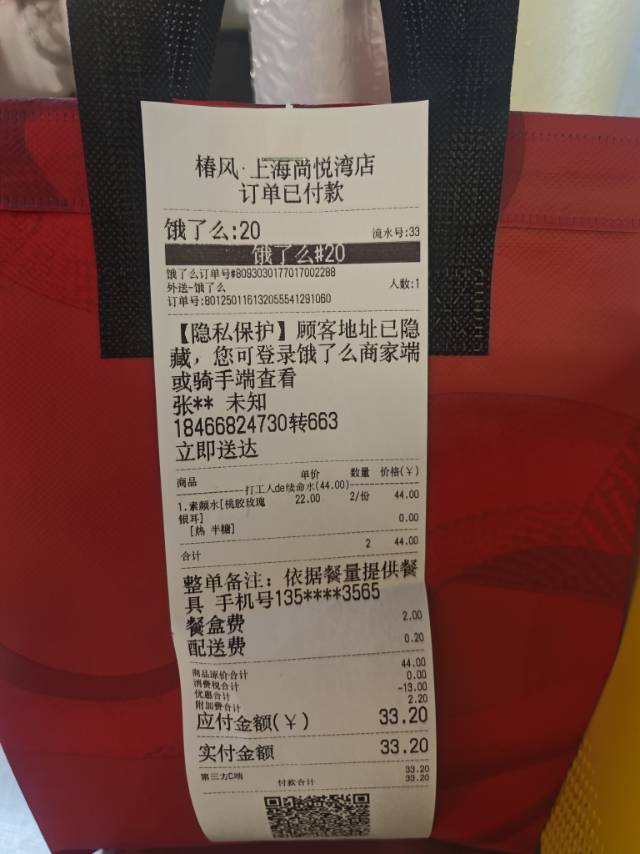 椿风·上海尚悦湾店
订单已付款
饿了么:20 流水号:33
饿了么#20
饿了么订单号#8093030177017002288
外送-饿了么 人数:1
订单号:801250116132055541291060
【隐私保护】顾客地址已隐
藏，您可登录饿了么商家端
或骑手端查看
张** 未知
18466824730转663
立即送达
商品 单价 数量 价格(￥)
打工人de续命水(44.00)
1.素颜水[桃胶玫瑰 22.00 2/份 44.00
银耳]
[热 半糖] 0.00
合计 2 44.00
整单备注：依据餐量提供餐
具 手机号135****3565
餐盒费 2.00
配送费 0.20
商品原价合计 44.00
消费税合计 0.00
优惠合计 -13.00
附加费合计 2.20
应付金额(￥) 33.20
实付金额 33.20
第三方C端 33.20
付款合计 33.20